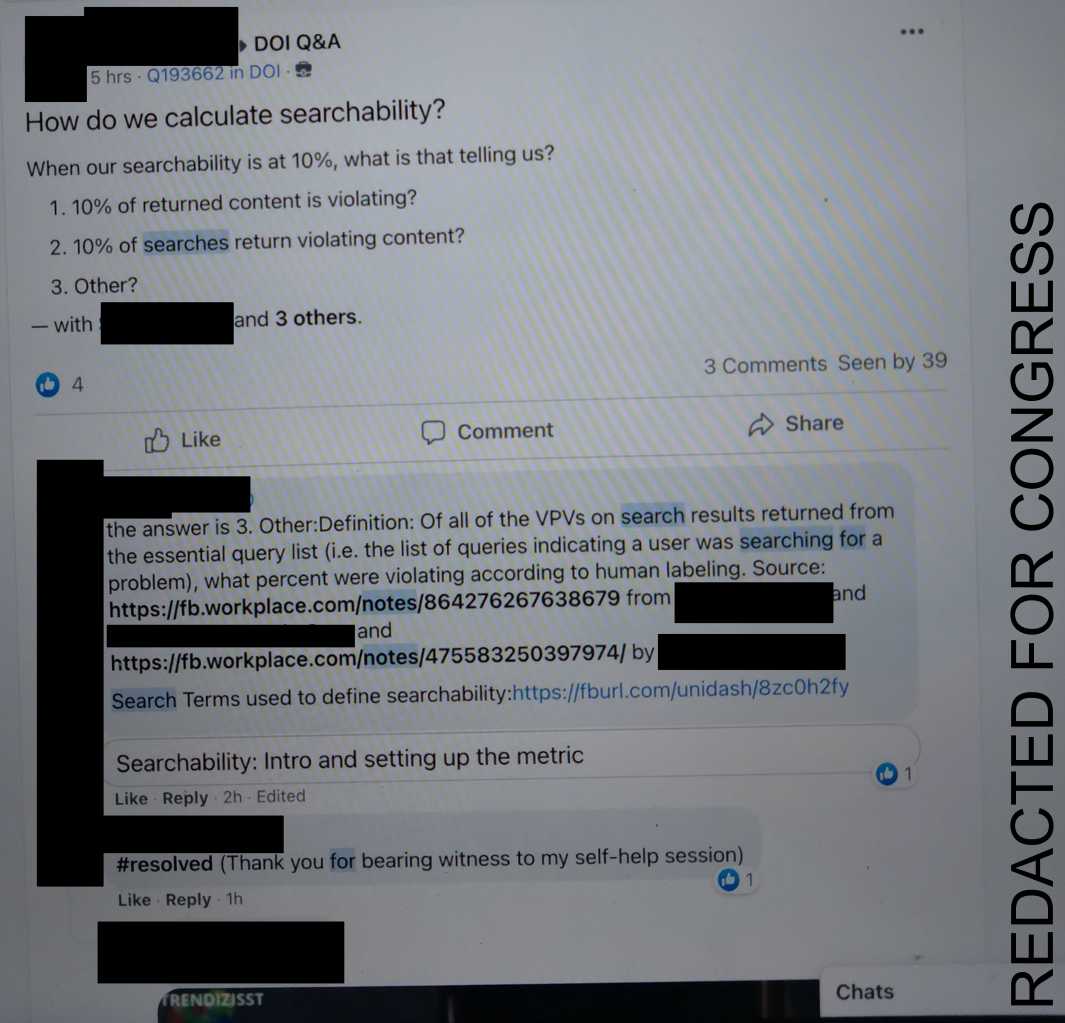 DOI Q&A
5 hrs · Q193662 in DOI ·
How do we calculate searchability?
When our searchability is at 10%, what is that telling us?
1. 10% of returned content is violating?
2. 10% of searches return violating content?
3. Other?
— with and 3 others.
4
3 Comments Seen by 39
Like Comment Share
the answer is 3. Other:Definition: Of all of the VPVs on search results returned from
the essential query list (i.e. the list of queries indicating a user was searching for a
problem), what percent were violating according to human labeling. Source:
https://fb.workplace.com/notes/864276267638679 from and
and
https://fb.workplace.com/notes/475583250397974/ by
Search Terms used to define searchability:https://fburl.com/unidash/8zc0h2fy
Searchability: Intro and setting up the metric
1
Like · Reply · 2h · Edited
#resolved (Thank you for bearing witness to my self-help session)
1
Like · Reply · 1h
TRENDIZISST
Chats
REDACTED FOR CONGRESS